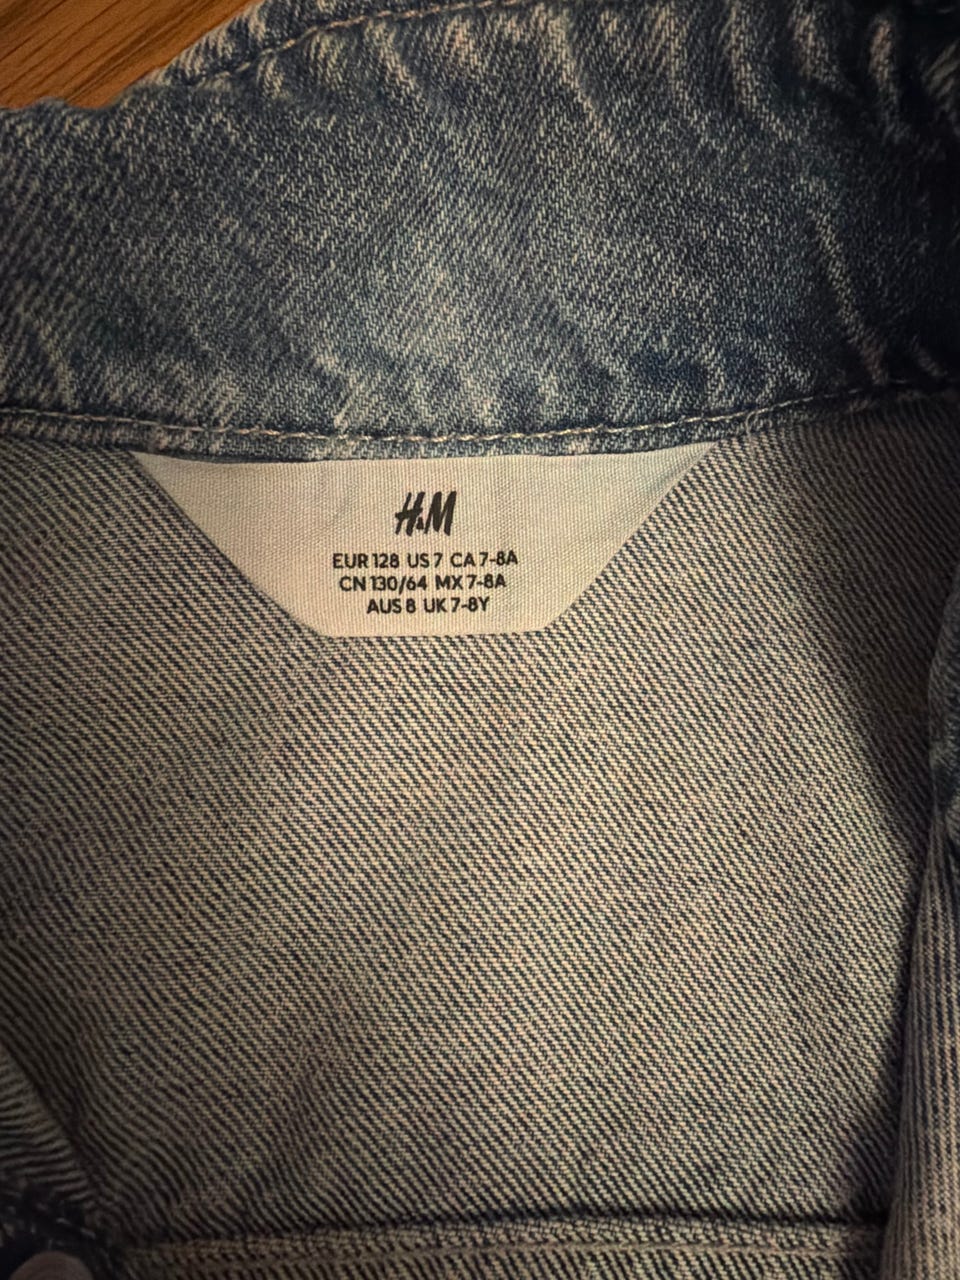 H&M
EUR 128 US 7 CA 7-8A
CN 130/64 MX 7-8A
AUS 8 UK 7-8Y